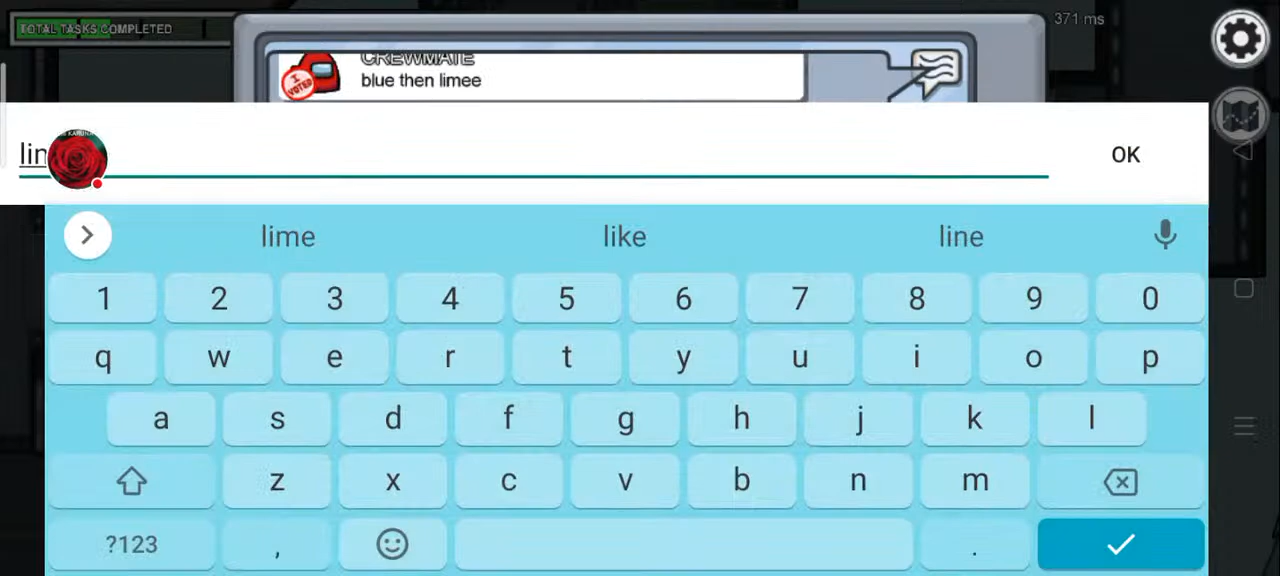 TOTAL TASKS COMPLETED
371 ms
CREWMATE
I VOTED
blue then limee
OK
lime like line
1 2 3 4 5 6 7 8 9 0
q w e r t y u i o p
a s d f g h j k l
z x c v b n m
?123 , .